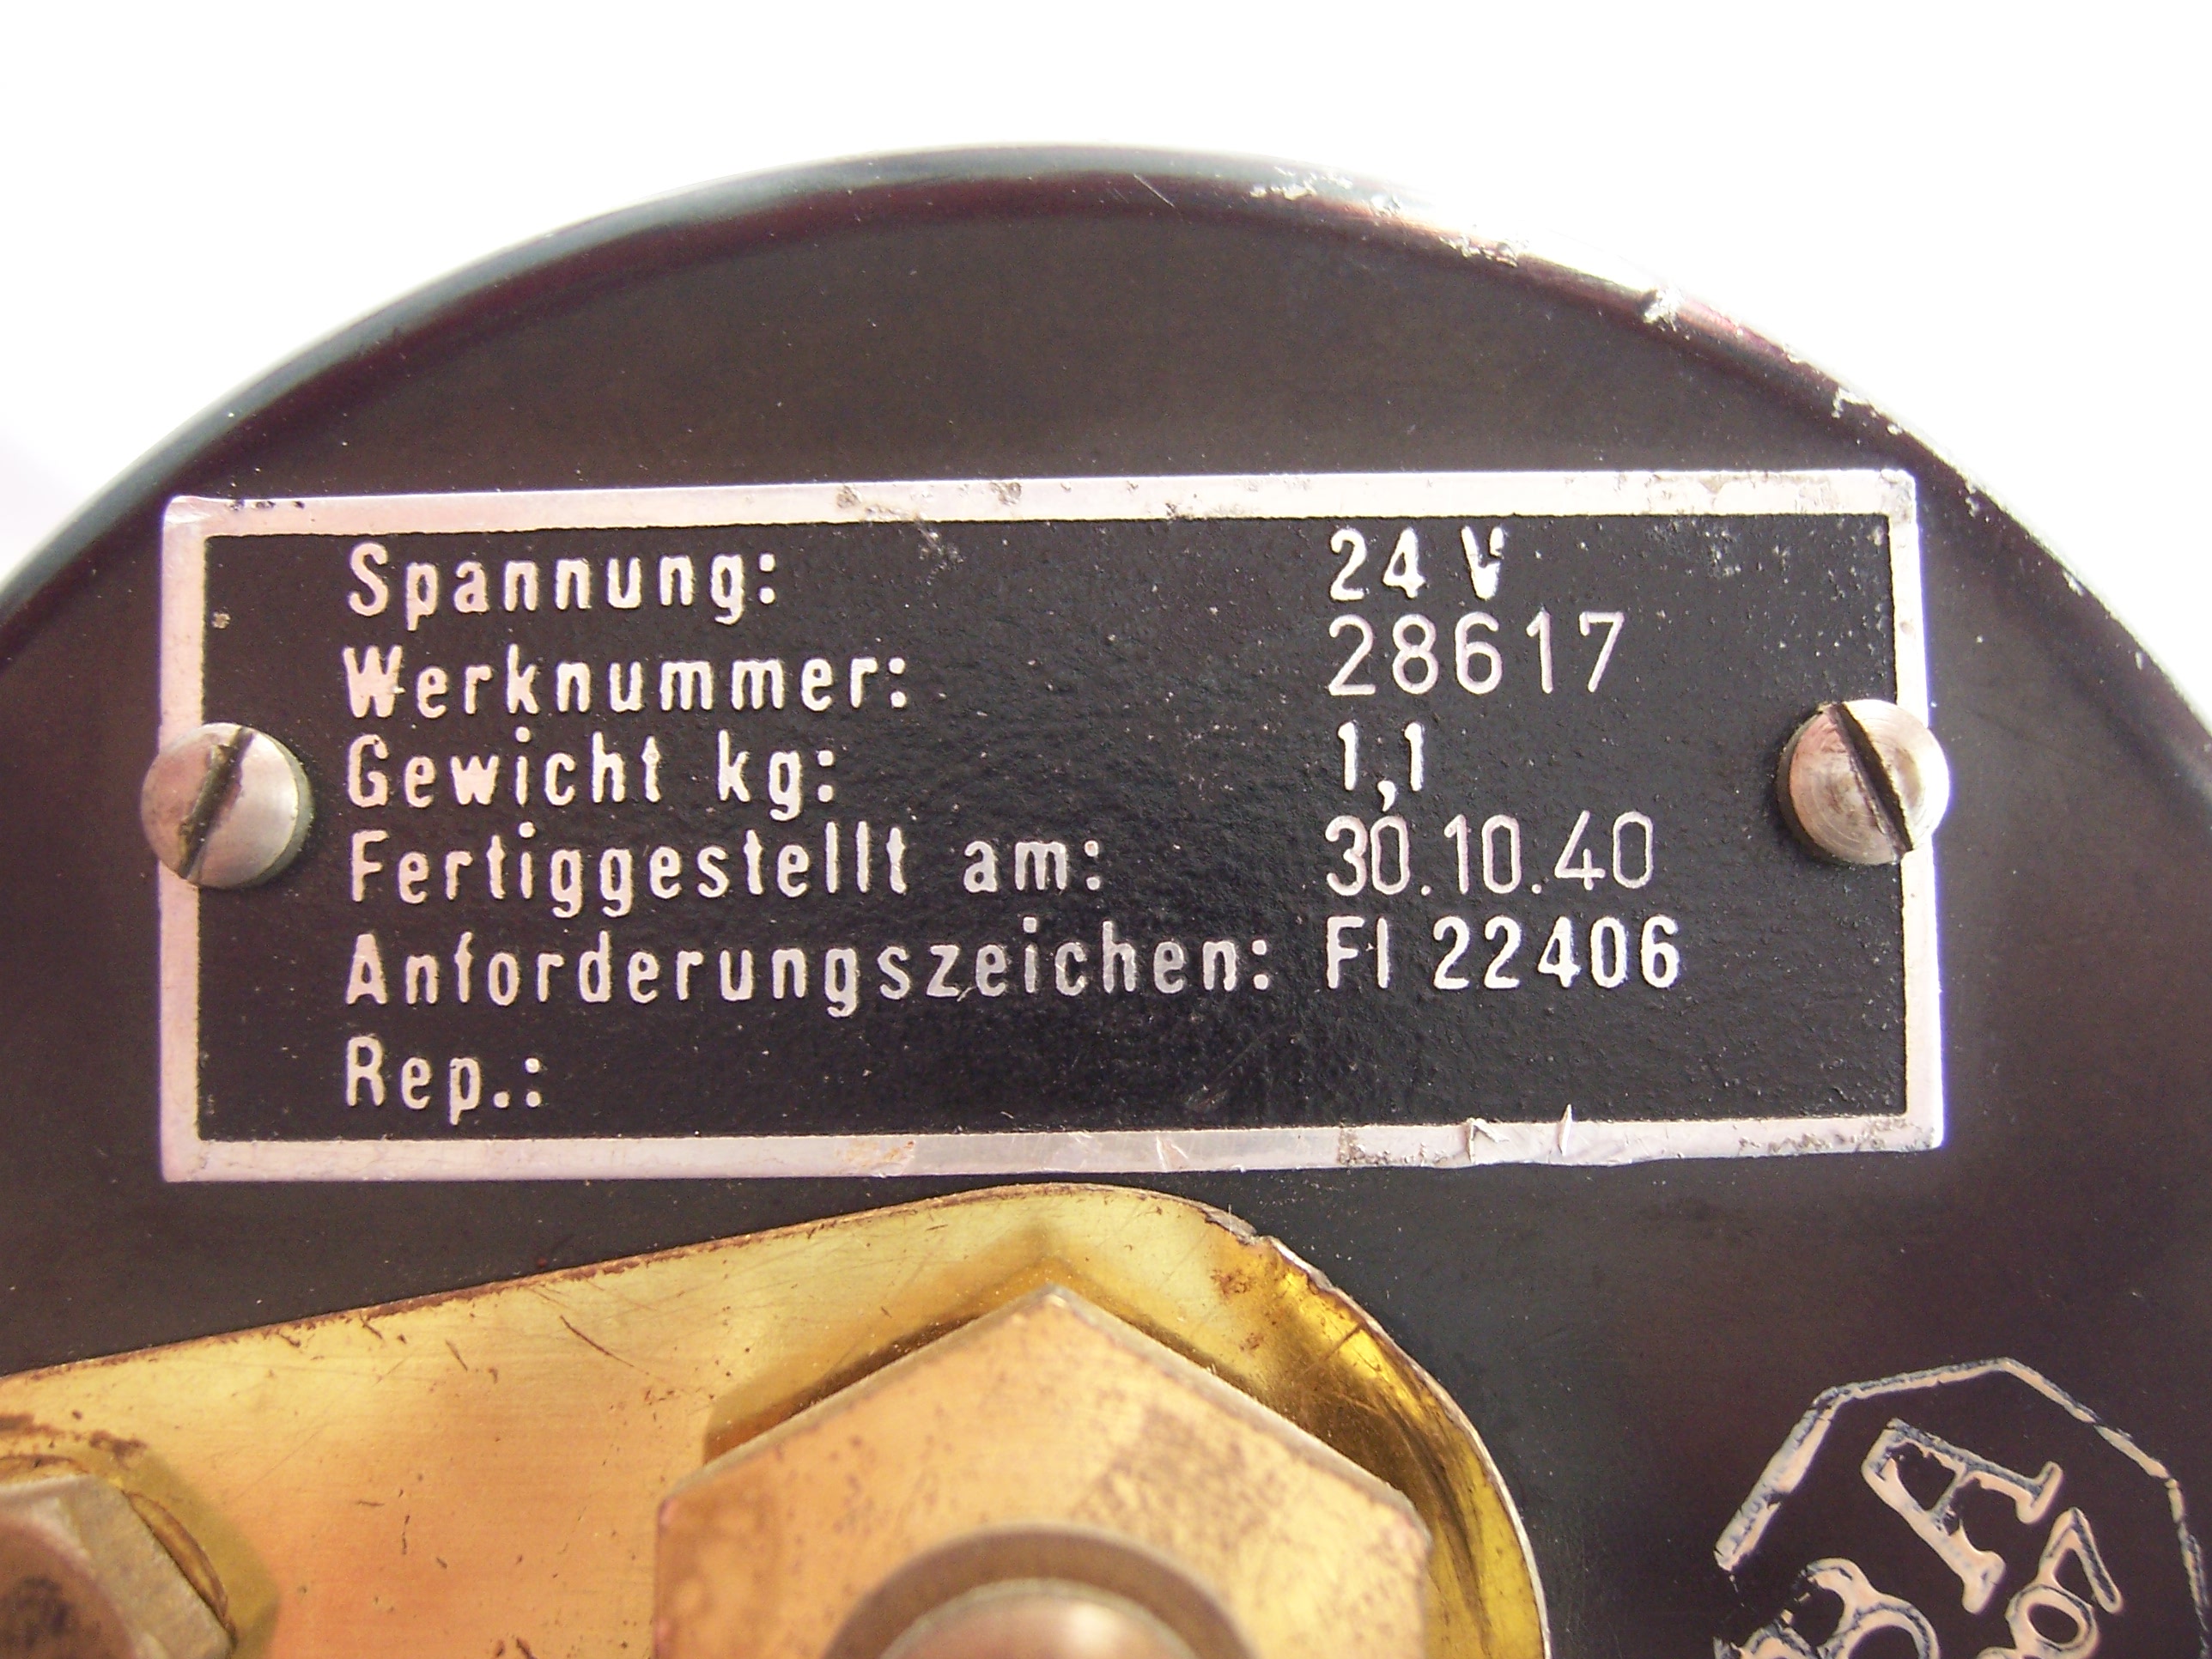 Spannung: 24 V
Werknummer: 28617
Gewicht kg: 1,1
Fertiggestellt am: 30.10.40
Anforderungszeichen: Fl 22406
Rep.:
A